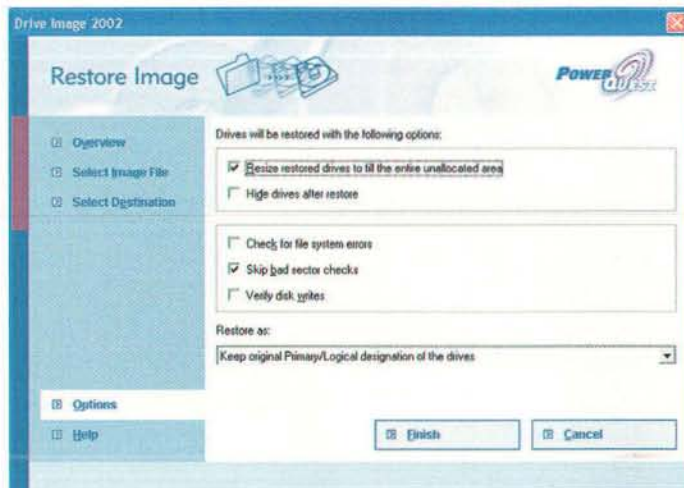 Drive Image 2002
Restore Image
POWERQUEST
Overview
Select Image File
Select Destination
Options
Help
Drives will be restored with the following options:
Resize restored drives to fill the entire unallocated area
Hide drives after restore
Check for file system errors
Skip bad sector checks
Verify disk writes
Restore as:
Keep original Primary/Logical designation of the drives
Finish
Cancel